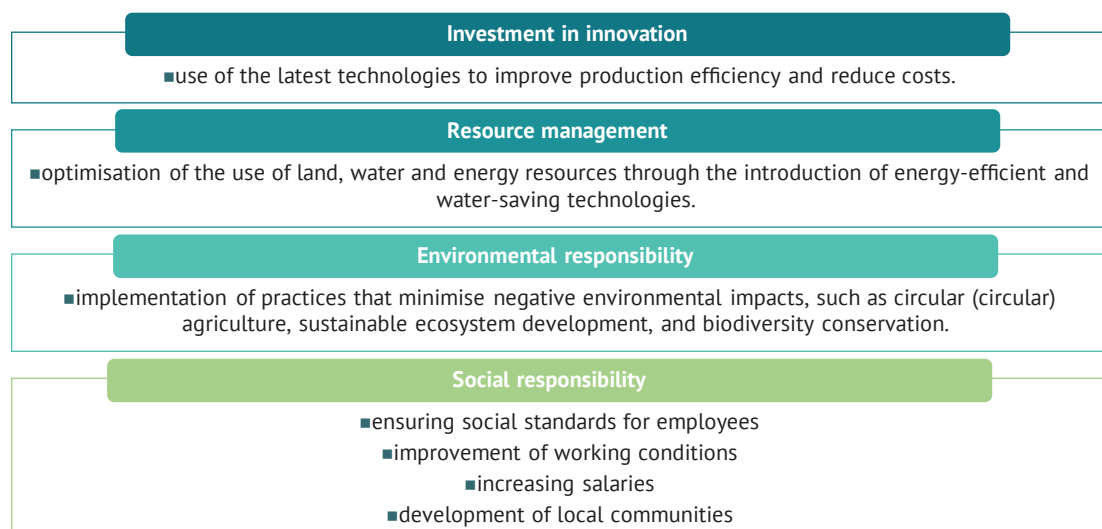 Investment in innovation
■use of the latest technologies to improve production efficiency and reduce costs.
Resource management
■optimisation of the use of land, water and energy resources through the introduction of energy-efficient and
water-saving technologies.
Environmental responsibility
■implementation of practices that minimise negative environmental impacts, such as circular (circular)
agriculture, sustainable ecosystem development, and biodiversity conservation.
Social responsibility
■ensuring social standards for employees
■improvement of working conditions
■increasing salaries
■development of local communities